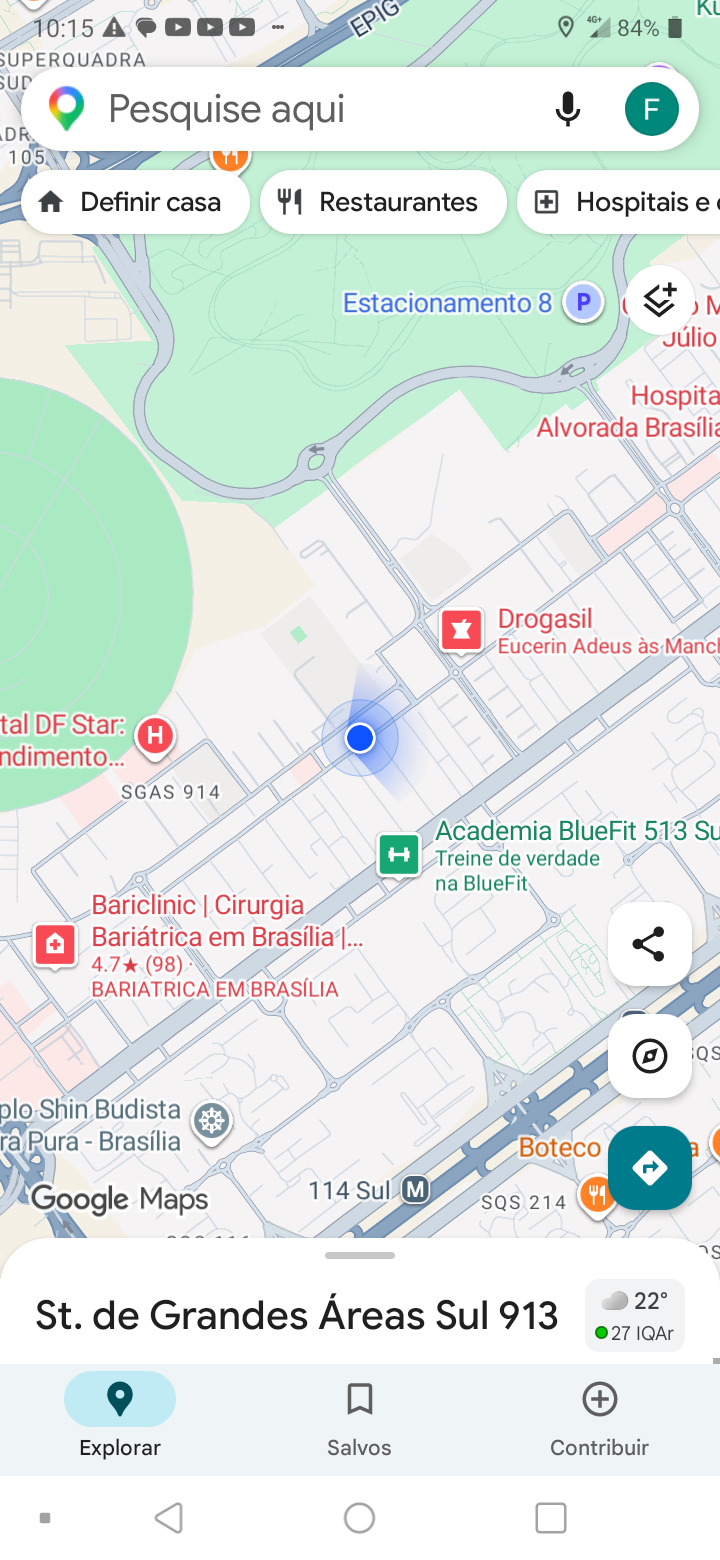 10:15
4G+
84%
EPIG
SUPERQUADRA
105
Pesquise aqui
F
Definir casa
Restaurantes
Hospitais e
Estacionamento 8
P
Júlio
Alvorada Brasília
Drogasil
Eucerin Adeus às Manch
tal DF Star:
ndimento...
H
SGAS 914
Academia BlueFit 513 Su
Treine de verdade
na BlueFit
Bariclinic | Cirurgia
Bariátrica em Brasília |...
4.7★ (98) ·
BARIATRICA EM BRASÍLIA
plo Shin Budista
ra Pura - Brasília
Boteco
114 Sul
M
SQS 214
Google Maps
St. de Grandes Áreas Sul 913
22°
27 IQAr
Explorar
Salvos
Contribuir